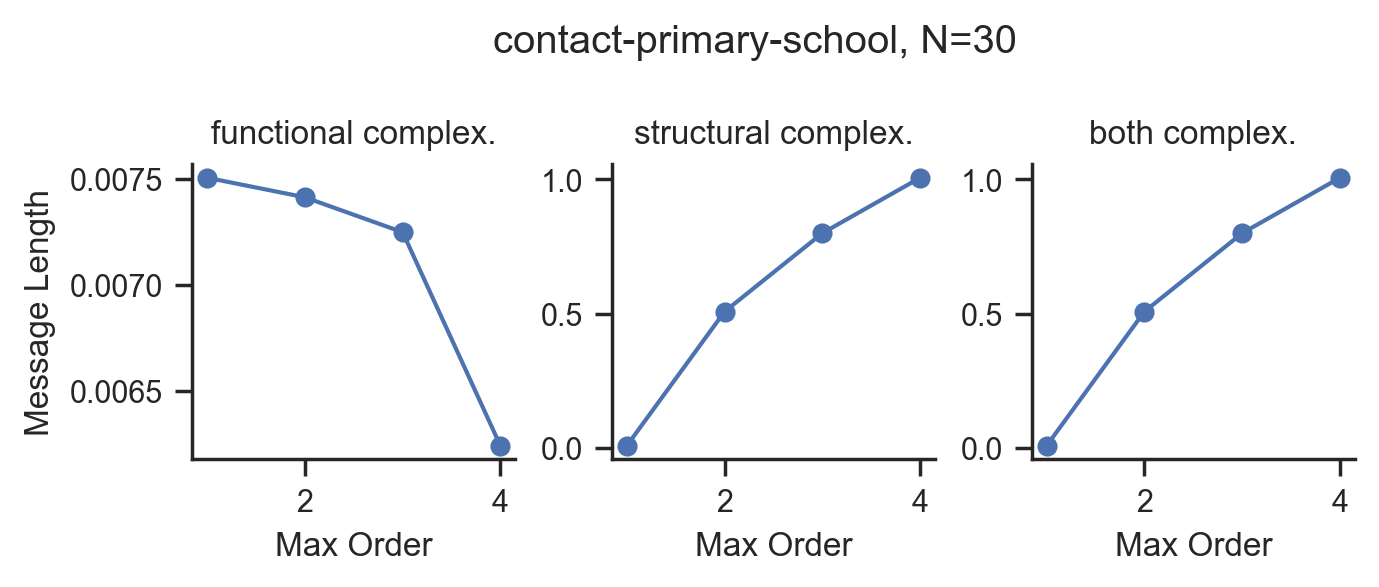 contact-primary-school, N=30
functional complex.
structural complex.
both complex.
Message Length
0.0075
0.0070
0.0065
2
4
Max Order
1.0
0.5
0.0
2
4
Max Order
1.0
0.5
0.0
2
4
Max Order